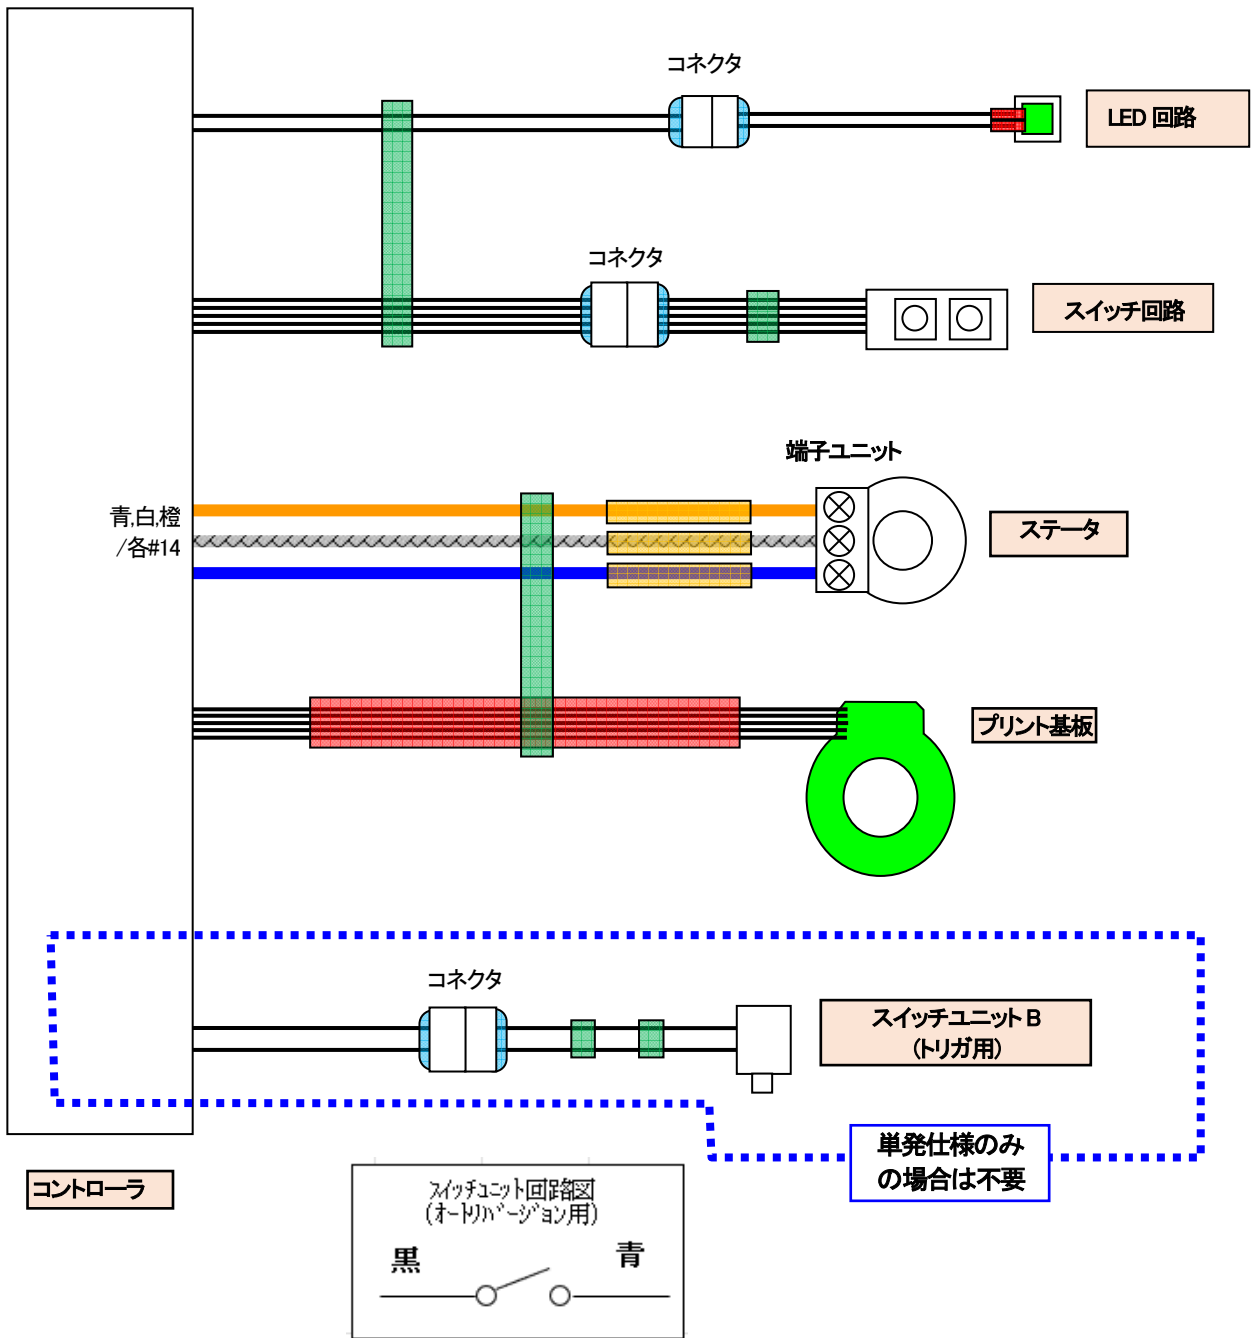 コネクタ
LED 回路
コネクタ
スイッチ回路
端子ユニット
青,白,橙
/各#14
ステータ
プリント基板
コネクタ
スイッチユニット B
(トリガ用)
単発仕様のみ
の場合は不要
コントローラ
スイッチユニット回路図
(オートリバージョン用)
黒
青